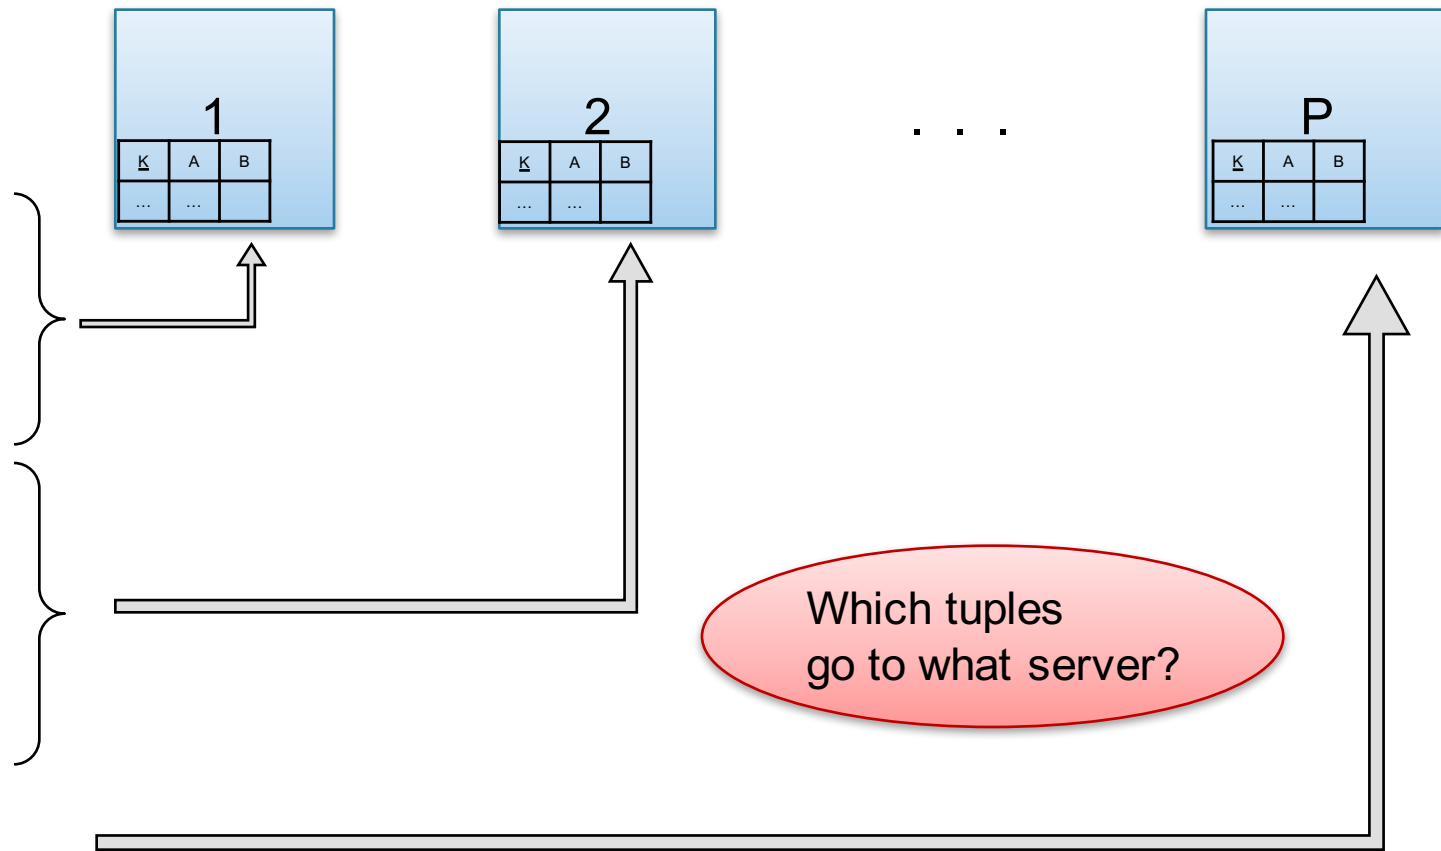 1 2 . . . P
K A B K A B K A B
... ... ... ... ... ...
Which tuples
go to what server?